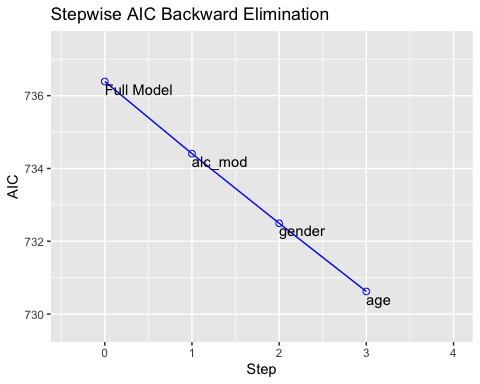 Stepwise AIC Backward Elimination
AIC
736
734
732
730
Full Model
alc_mod
gender
age
0 1 2 3 4
Step